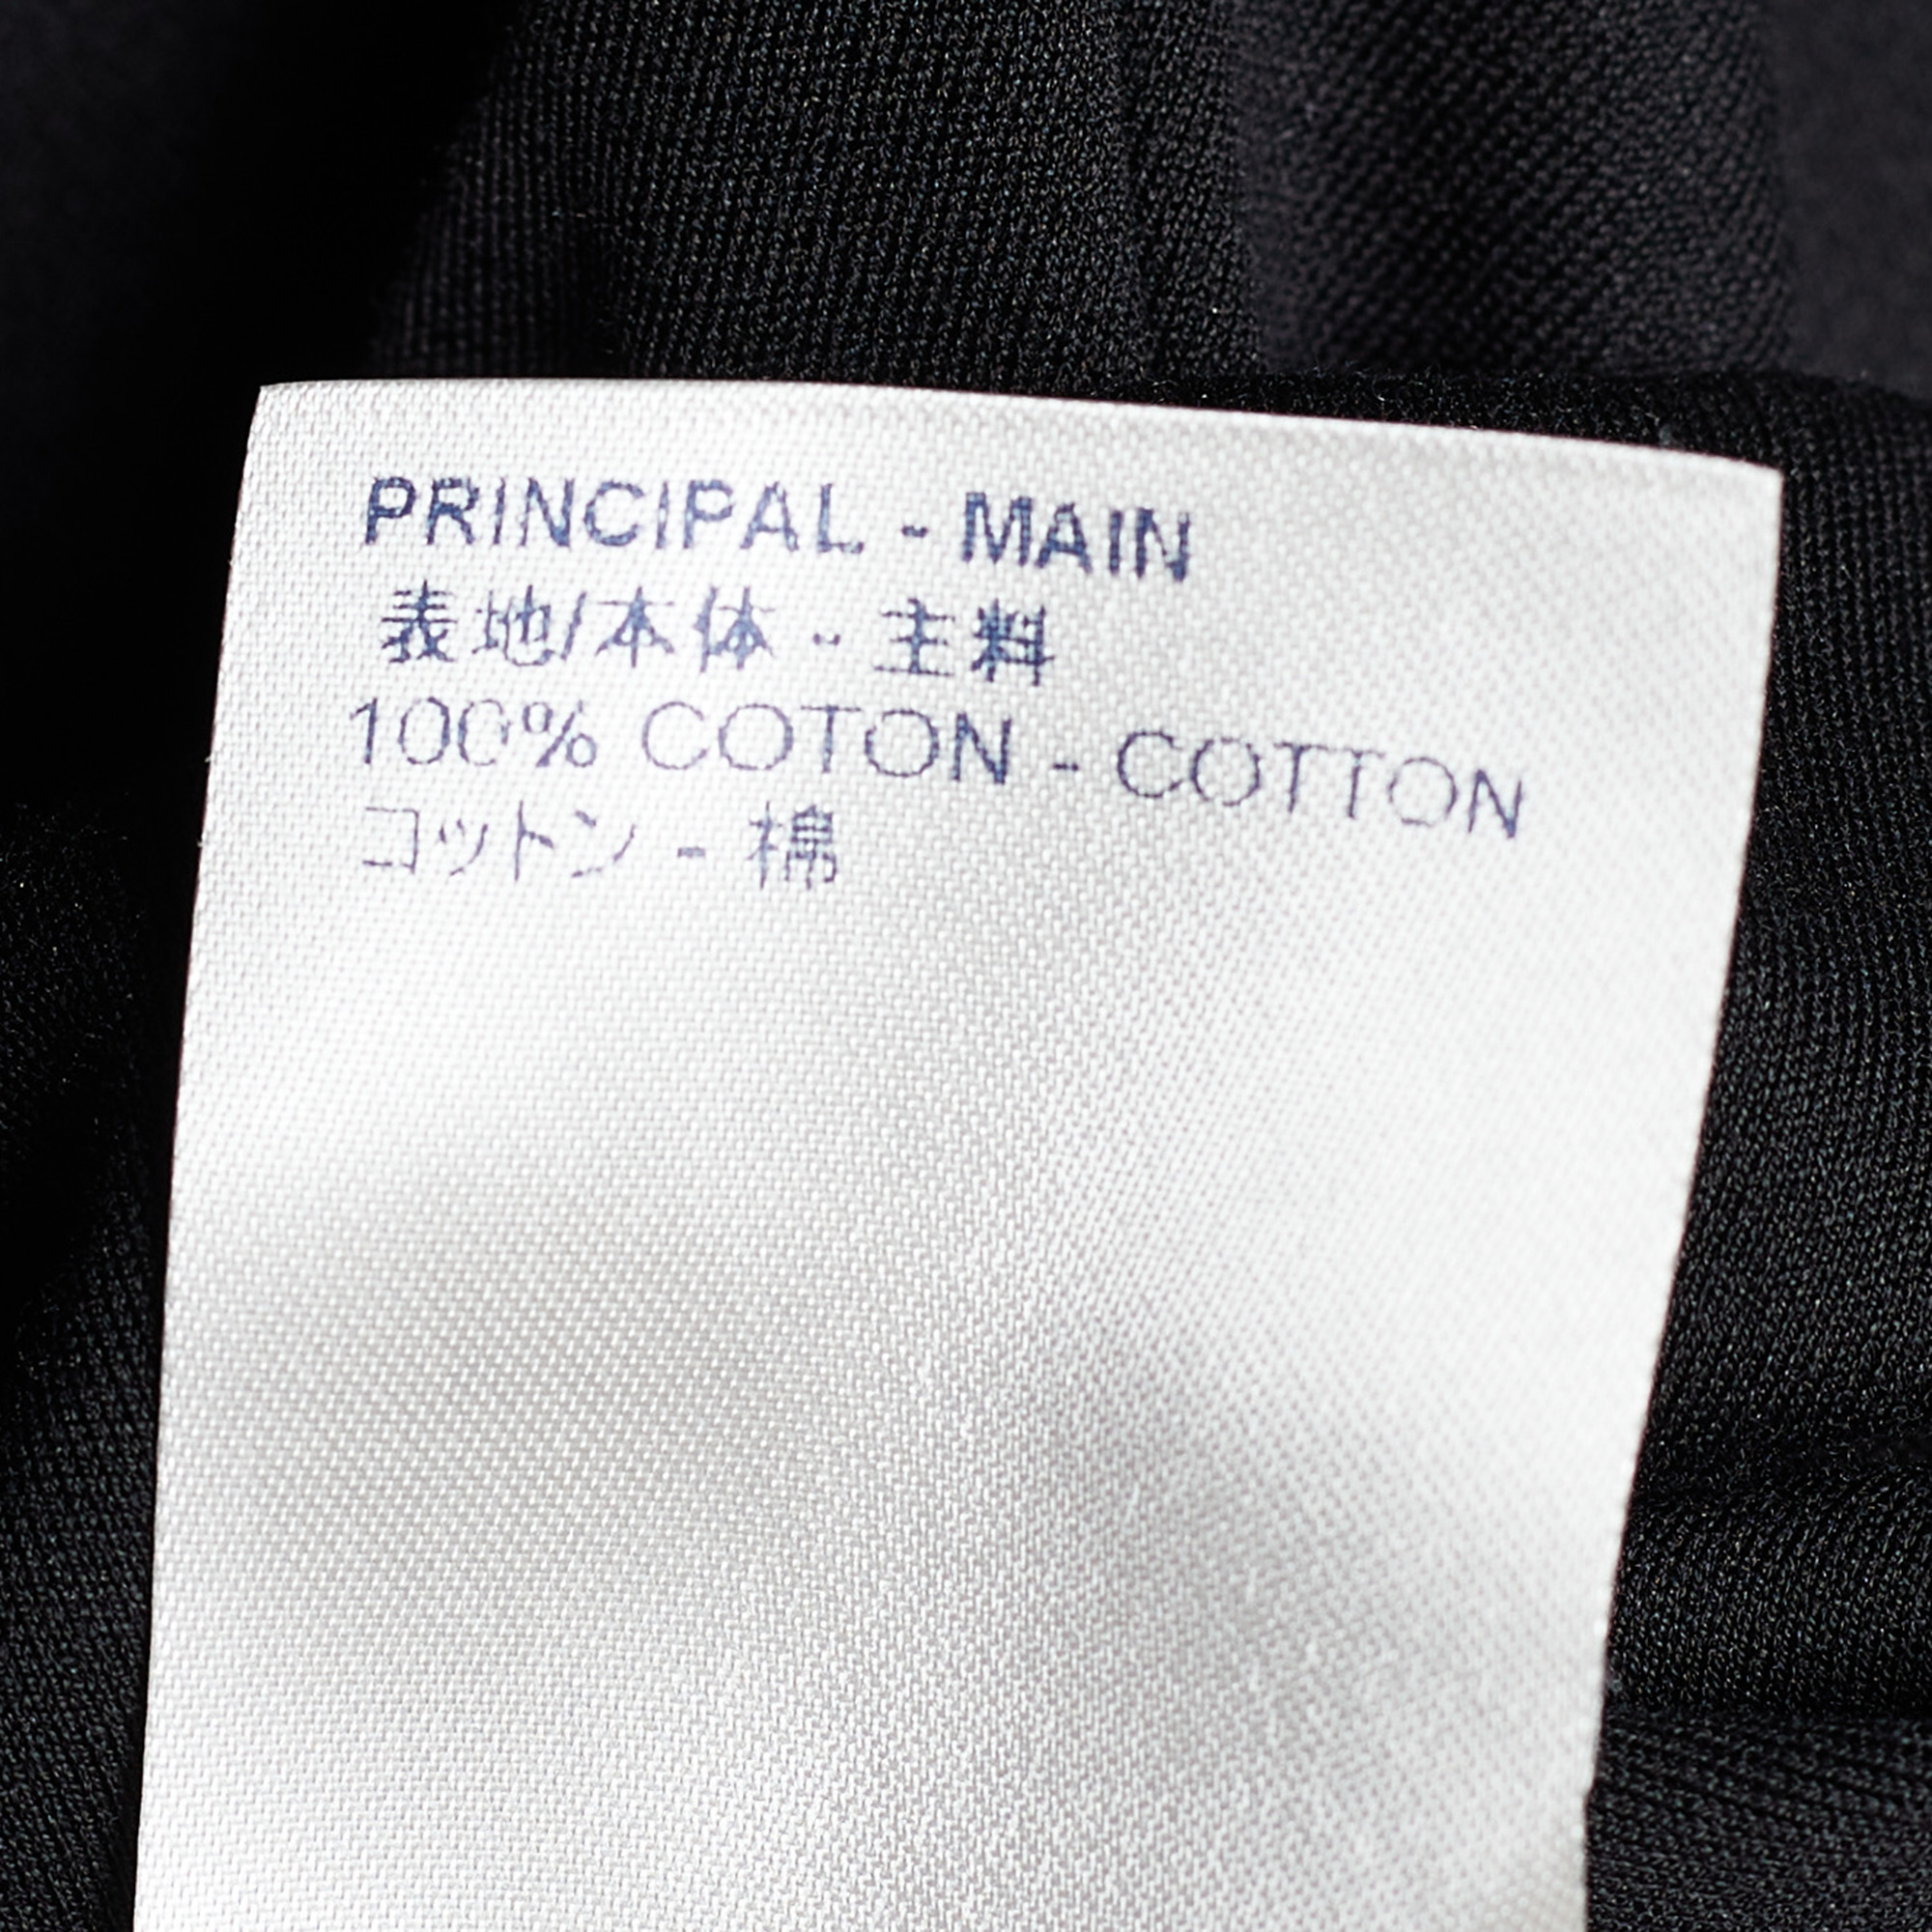 PRINCIPAL - MAIN
表地/本体 - 主料
100% COTON - COTTON
コットン - 棉